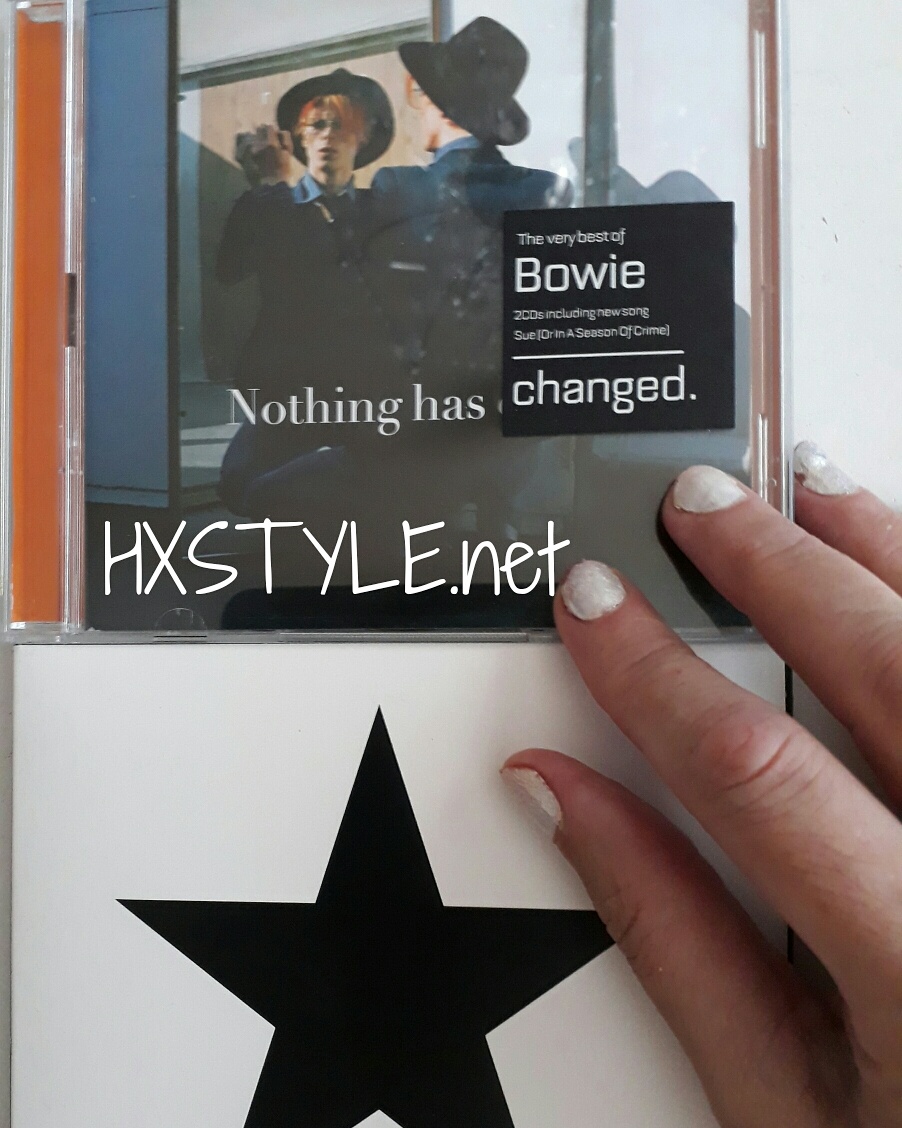 The very best of
Bowie
2CDs including new song
Sue (Or In A Season Of Crime)
Nothing has
changed.
HXSTYLE.net